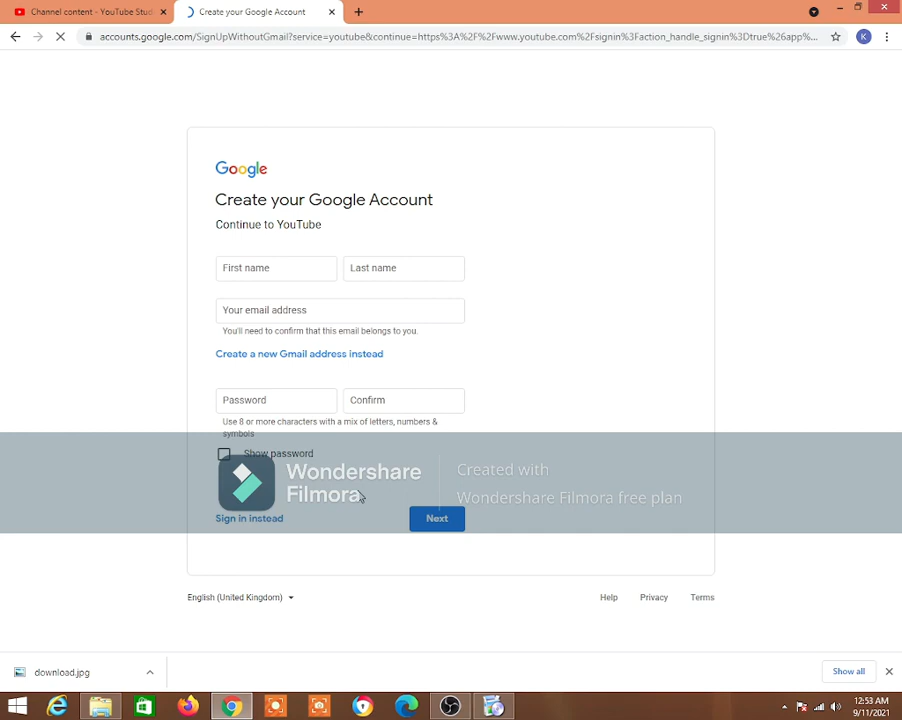 Channel content - YouTube Stud
Create your Google Account
accounts.google.com/SignUpWithoutGmail?service=youtube&continue=https%3A%2F%2Fwww.youtube.com%2Fsignin%3Faction_handle_signin%3Dtrue%26app%...
K
Google
Create your Google Account
Continue to YouTube
First name
Last name
Your email address
You'll need to confirm that this email belongs to you.
Create a new Gmail address instead
Password
Confirm
Use 8 or more characters with a mix of letters, numbers &
symbols
Show password
Wondershare
Filmora
Created with
Wondershare Filmora free plan
Sign in instead
Next
English (United Kingdom)
Help
Privacy
Terms
download.jpg
Show all
12:53 AM
9/11/2021